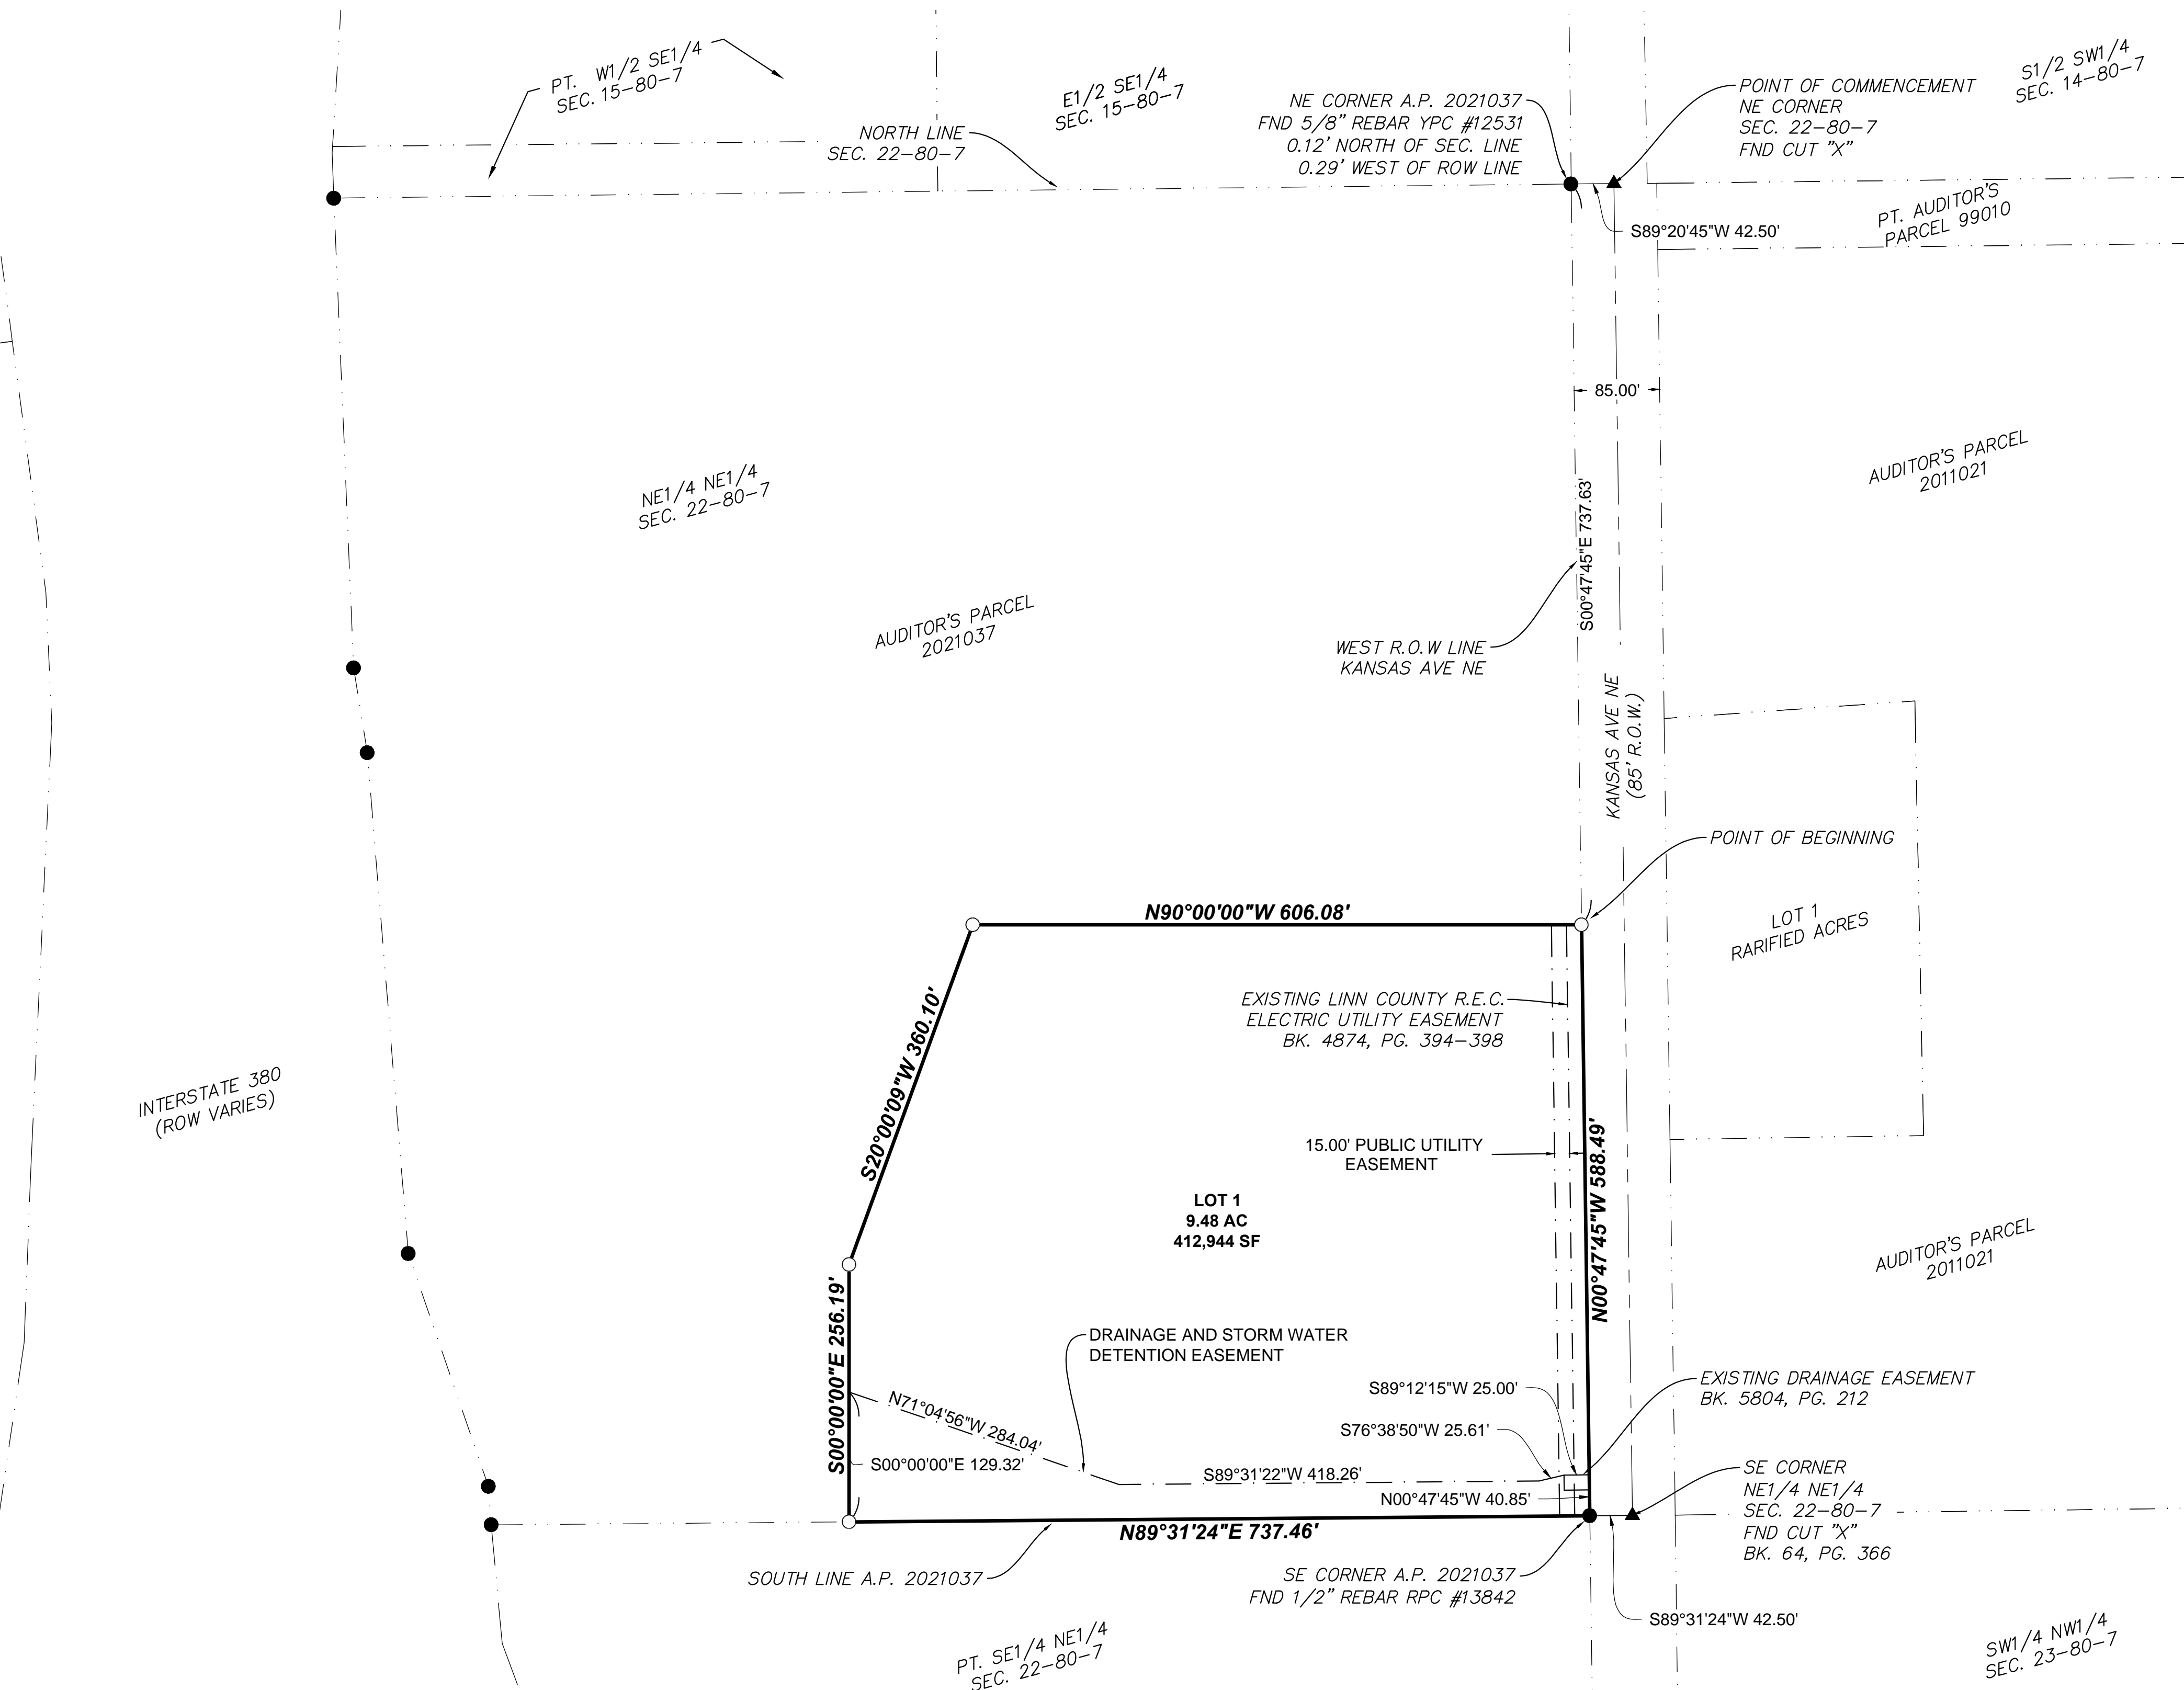 PT. W1/2 SE1/4
SEC. 15-80-7
E1/2 SE1/4
SEC. 15-80-7
NORTH LINE
SEC. 22-80-7
NE CORNER A.P. 2021037
FND 5/8" REBAR YPC #12531
0.12' NORTH OF SEC. LINE
0.29' WEST OF ROW LINE
POINT OF COMMENCEMENT
NE CORNER
SEC. 22-80-7
FND CUT "X"
S1/2 SW1/4
SEC. 14-80-7
PT. AUDITOR'S
PARCEL 99010
S89°20'45"W 42.50'
85.00'
NE1/4 NE1/4
SEC. 22-80-7
AUDITOR'S PARCEL
2011021
S00°47'45"E 737.63'
AUDITOR'S PARCEL
2021037
WEST R.O.W LINE
KANSAS AVE NE
KANSAS AVE NE
(85' R.O.W.)
POINT OF BEGINNING
LOT 1
RARIFIED ACRES
N90°00'00"W 606.08'
EXISTING LINN COUNTY R.E.C.
ELECTRIC UTILITY EASEMENT
BK. 4874, PG. 394-398
S20°00'09"W 360.10'
INTERSTATE 380
(ROW VARIES)
15.00' PUBLIC UTILITY
EASEMENT
N00°47'45"W 588.49'
LOT 1
9.48 AC
412,944 SF
AUDITOR'S PARCEL
2011021
S00°00'00"E 256.19'
DRAINAGE AND STORM WATER
DETENTION EASEMENT
S89°12'15"W 25.00'
EXISTING DRAINAGE EASEMENT
BK. 5804, PG. 212
N71°04'56"W 284.04'
S76°38'50"W 25.61'
S00°00'00"E 129.32'
S89°31'22"W 418.26'
N00°47'45"W 40.85'
SE CORNER
NE1/4 NE1/4
SEC. 22-80-7
FND CUT "X"
BK. 64, PG. 366
N89°31'24"E 737.46'
SOUTH LINE A.P. 2021037
SE CORNER A.P. 2021037
FND 1/2" REBAR RPC #13842
S89°31'24"W 42.50'
PT. SE1/4 NE1/4
SEC. 22-80-7
SW1/4 NW1/4
SEC. 23-80-7